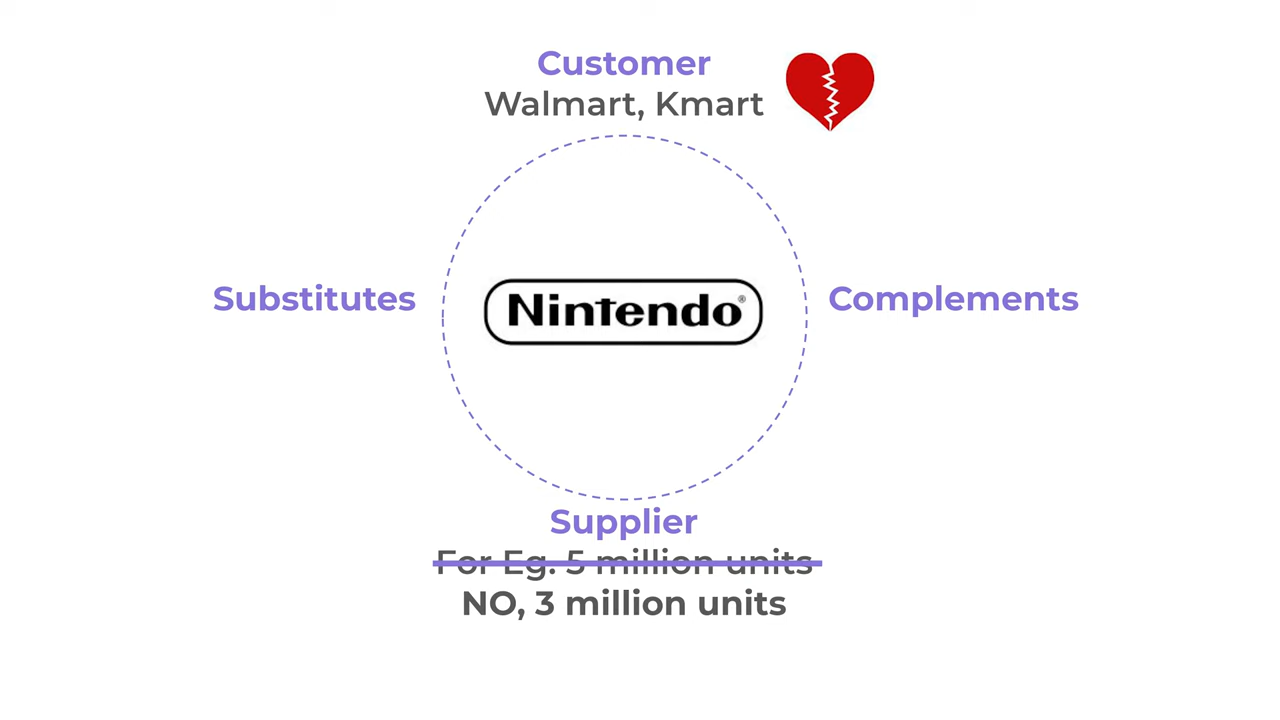 Customer
Walmart, Kmart
Substitutes
Nintendo®
Complements
Supplier
For Eg. 5 million units
NO, 3 million units